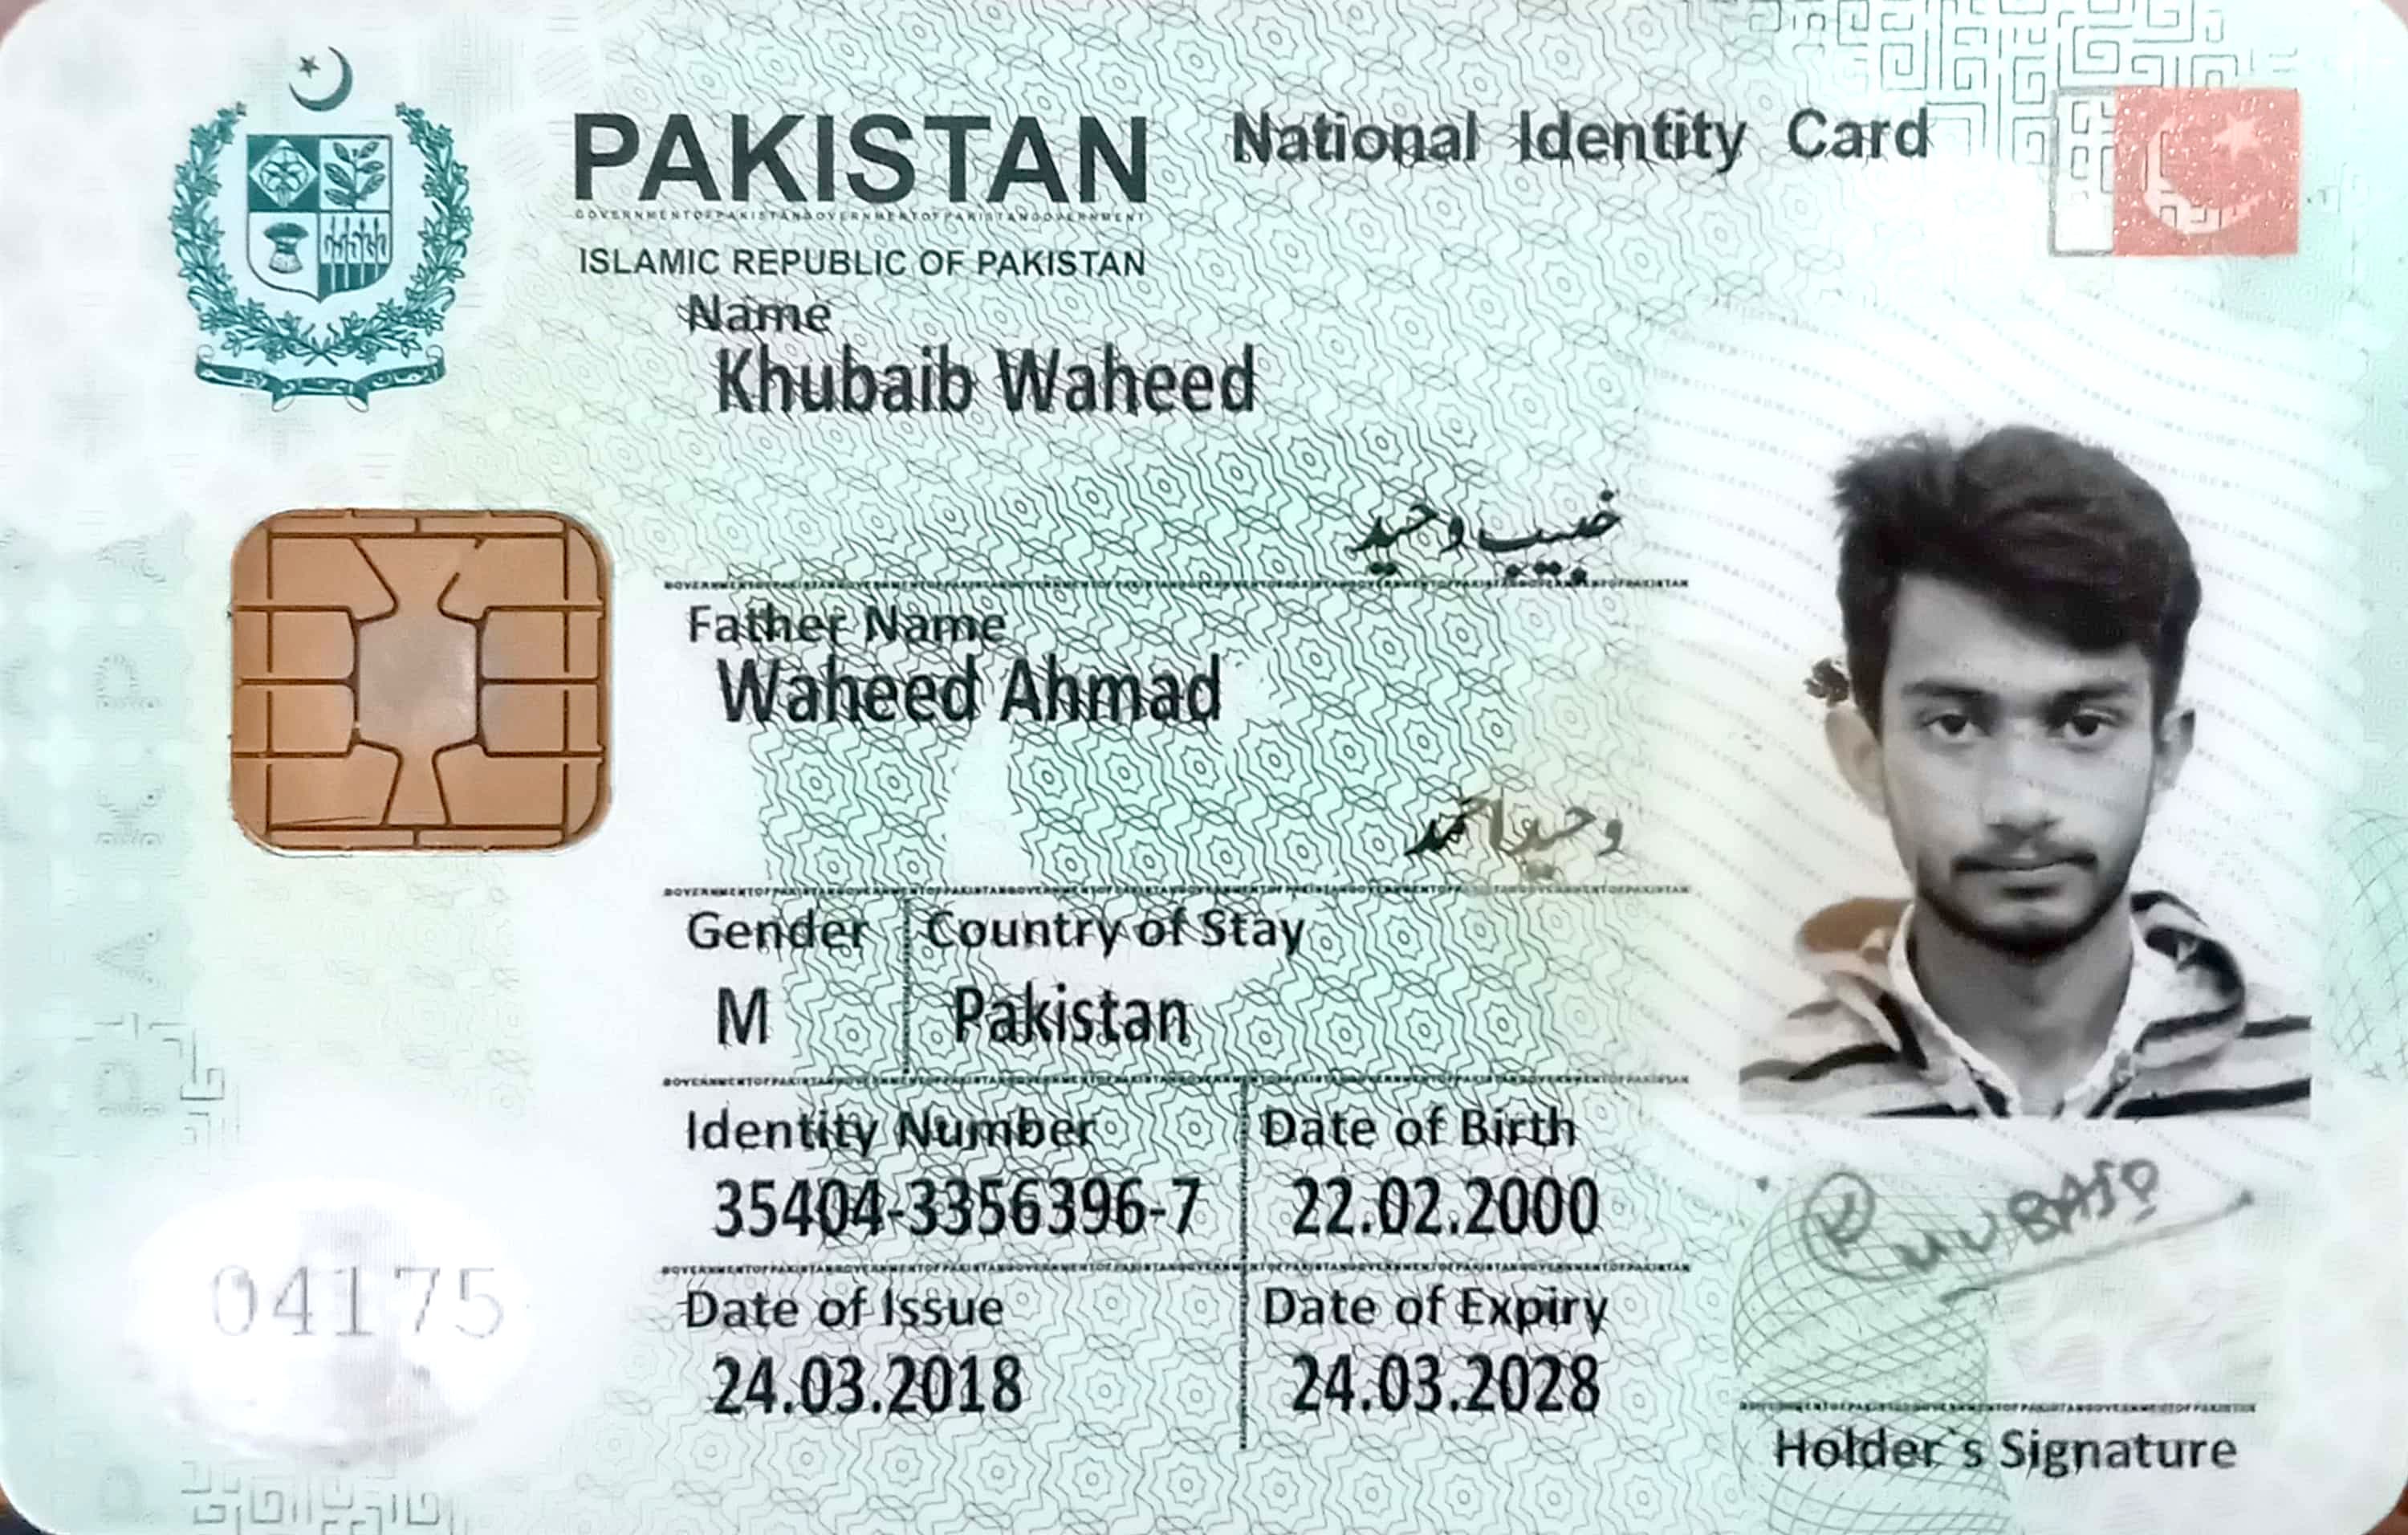 PAKISTAN National Identity Card
ISLAMIC REPUBLIC OF PAKISTAN
Name
Khubaib Waheed
خبیب وحید
Father Name
Waheed Ahmad
وحید احمد
Gender Country of Stay
M Pakistan
Identity Number Date of Birth
35404-3356396-7 22.02.2000
Date of Issue Date of Expiry
24.03.2018 24.03.2028
04175
Holder`s Signature